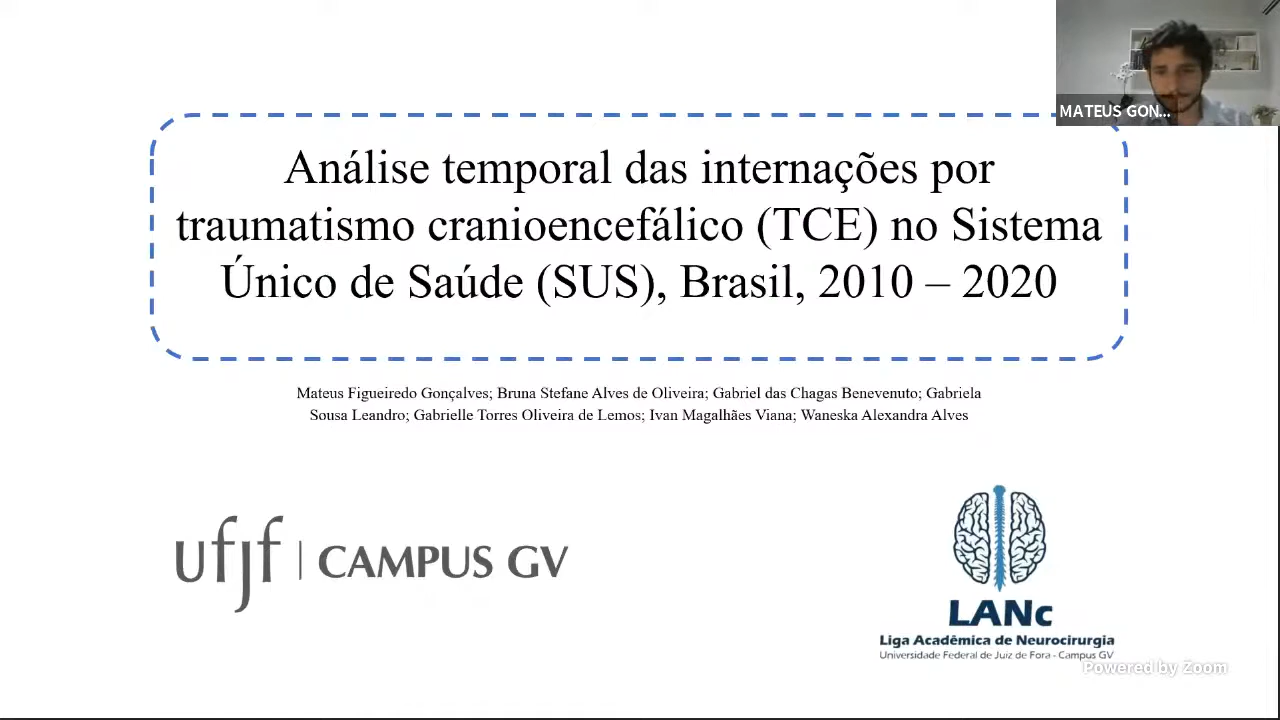 MATEUS GON...
Análise temporal das internações por
traumatismo cranioencefálico (TCE) no Sistema
Único de Saúde (SUS), Brasil, 2010 – 2020
Mateus Figueiredo Gonçalves; Bruna Stefane Alves de Oliveira; Gabriel das Chagas Benevenuto; Gabriela
Sousa Leandro; Gabrielle Torres Oliveira de Lemos; Ivan Magalhães Viana; Waneska Alexandra Alves
ufjf | CAMPUS GV
LANc
Liga Acadêmica de Neurocirurgia
Universidade Federal de Juiz de Fora - Campus GV
Powered by Zoom